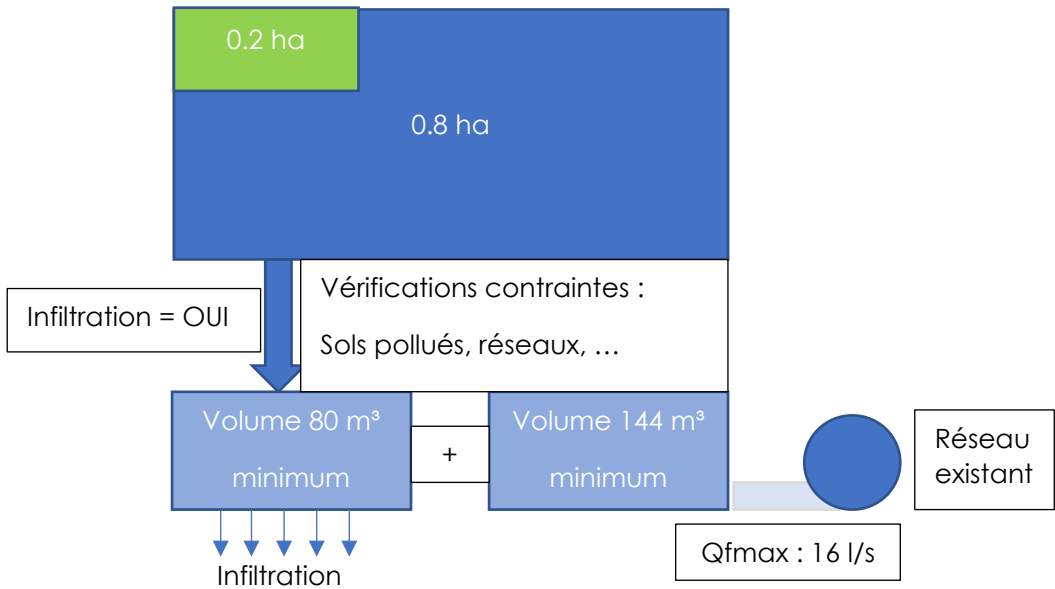 0.2 ha
0.8 ha
Infiltration = OUI
Vérifications contraintes :
Sols pollués, réseaux, …
Volume 80 m³
minimum
+
Volume 144 m³
minimum
Réseau
existant
Qfmax : 16 l/s
Infiltration